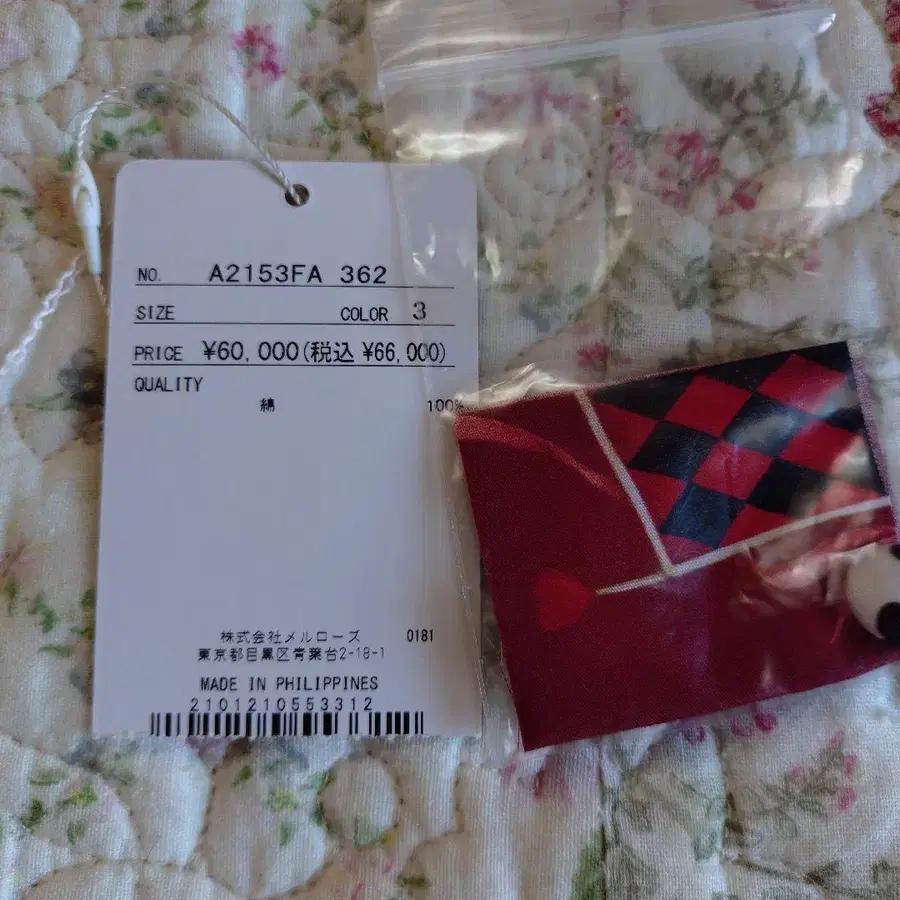 NO. A2153FA 362
SIZE COLOR 3
PRICE ¥60,000(税込 ¥66,000)
QUALITY
綿 100%
株式会社メルローズ 0181
東京都目黒区青葉台2-18-1
MADE IN PHILIPPINES
2101210553312